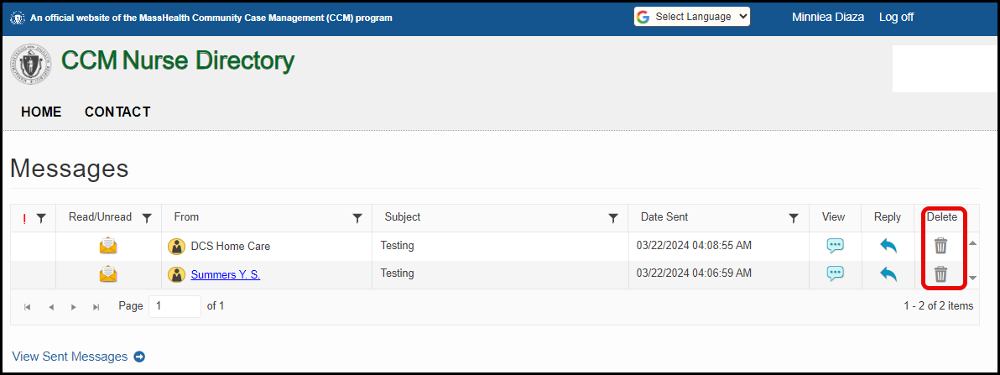 An official website of the MassHealth Community Case Management (CCM) program
Select Language
Minniea Diaza Log off
CCM Nurse Directory
HOME CONTACT
Messages
! Read/Unread From Subject Date Sent View Reply Delete
DCS Home Care Testing 03/22/2024 04:08:55 AM
Summers Y. S. Testing 03/22/2024 04:06:59 AM
Page 1 of 1 1 - 2 of 2 items
View Sent Messages